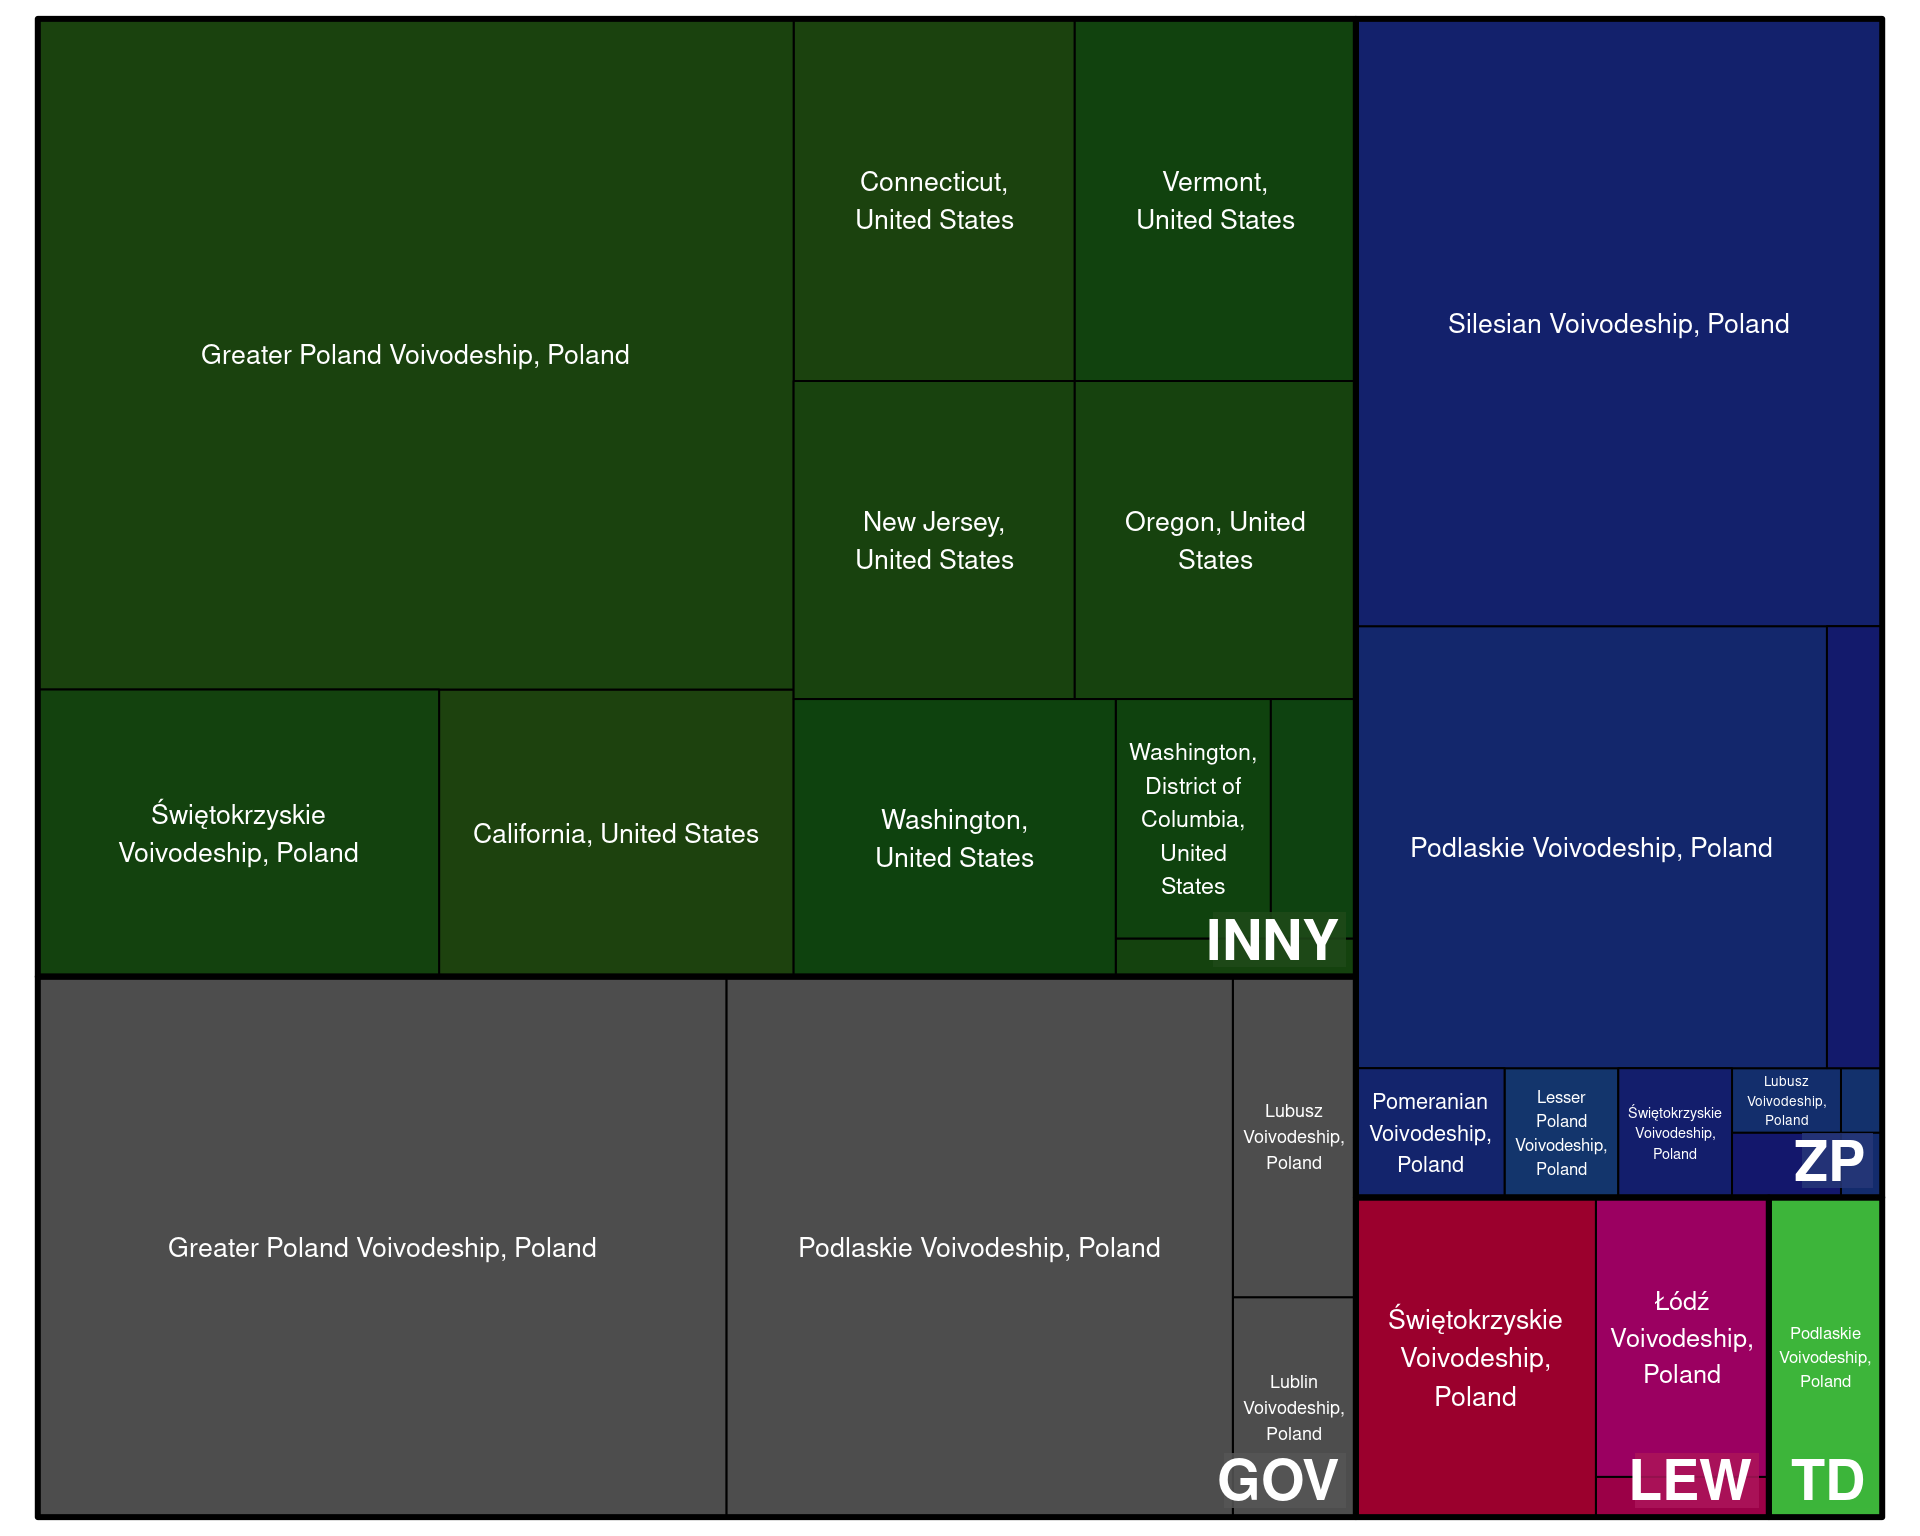 Greater Poland Voivodeship, Poland
Connecticut,
United States
Vermont,
United States
New Jersey,
United States
Oregon, United
States
Świętokrzyskie
Voivodeship, Poland
California, United States
Washington,
United States
Washington,
District of
Columbia,
United
States
INNY
Greater Poland Voivodeship, Poland
Podlaskie Voivodeship, Poland
Lubusz
Voivodeship,
Poland
Lublin
Voivodeship,
Poland
GOV
Silesian Voivodeship, Poland
Podlaskie Voivodeship, Poland
Pomeranian
Voivodeship,
Poland
Lesser
Poland
Voivodeship,
Poland
Świętokrzyskie
Voivodeship,
Poland
Lubusz
Voivodeship,
Poland
ZP
Świętokrzyskie
Voivodeship,
Poland
Łódź
Voivodeship,
Poland
LEW
Podlaskie
Voivodeship,
Poland
TD